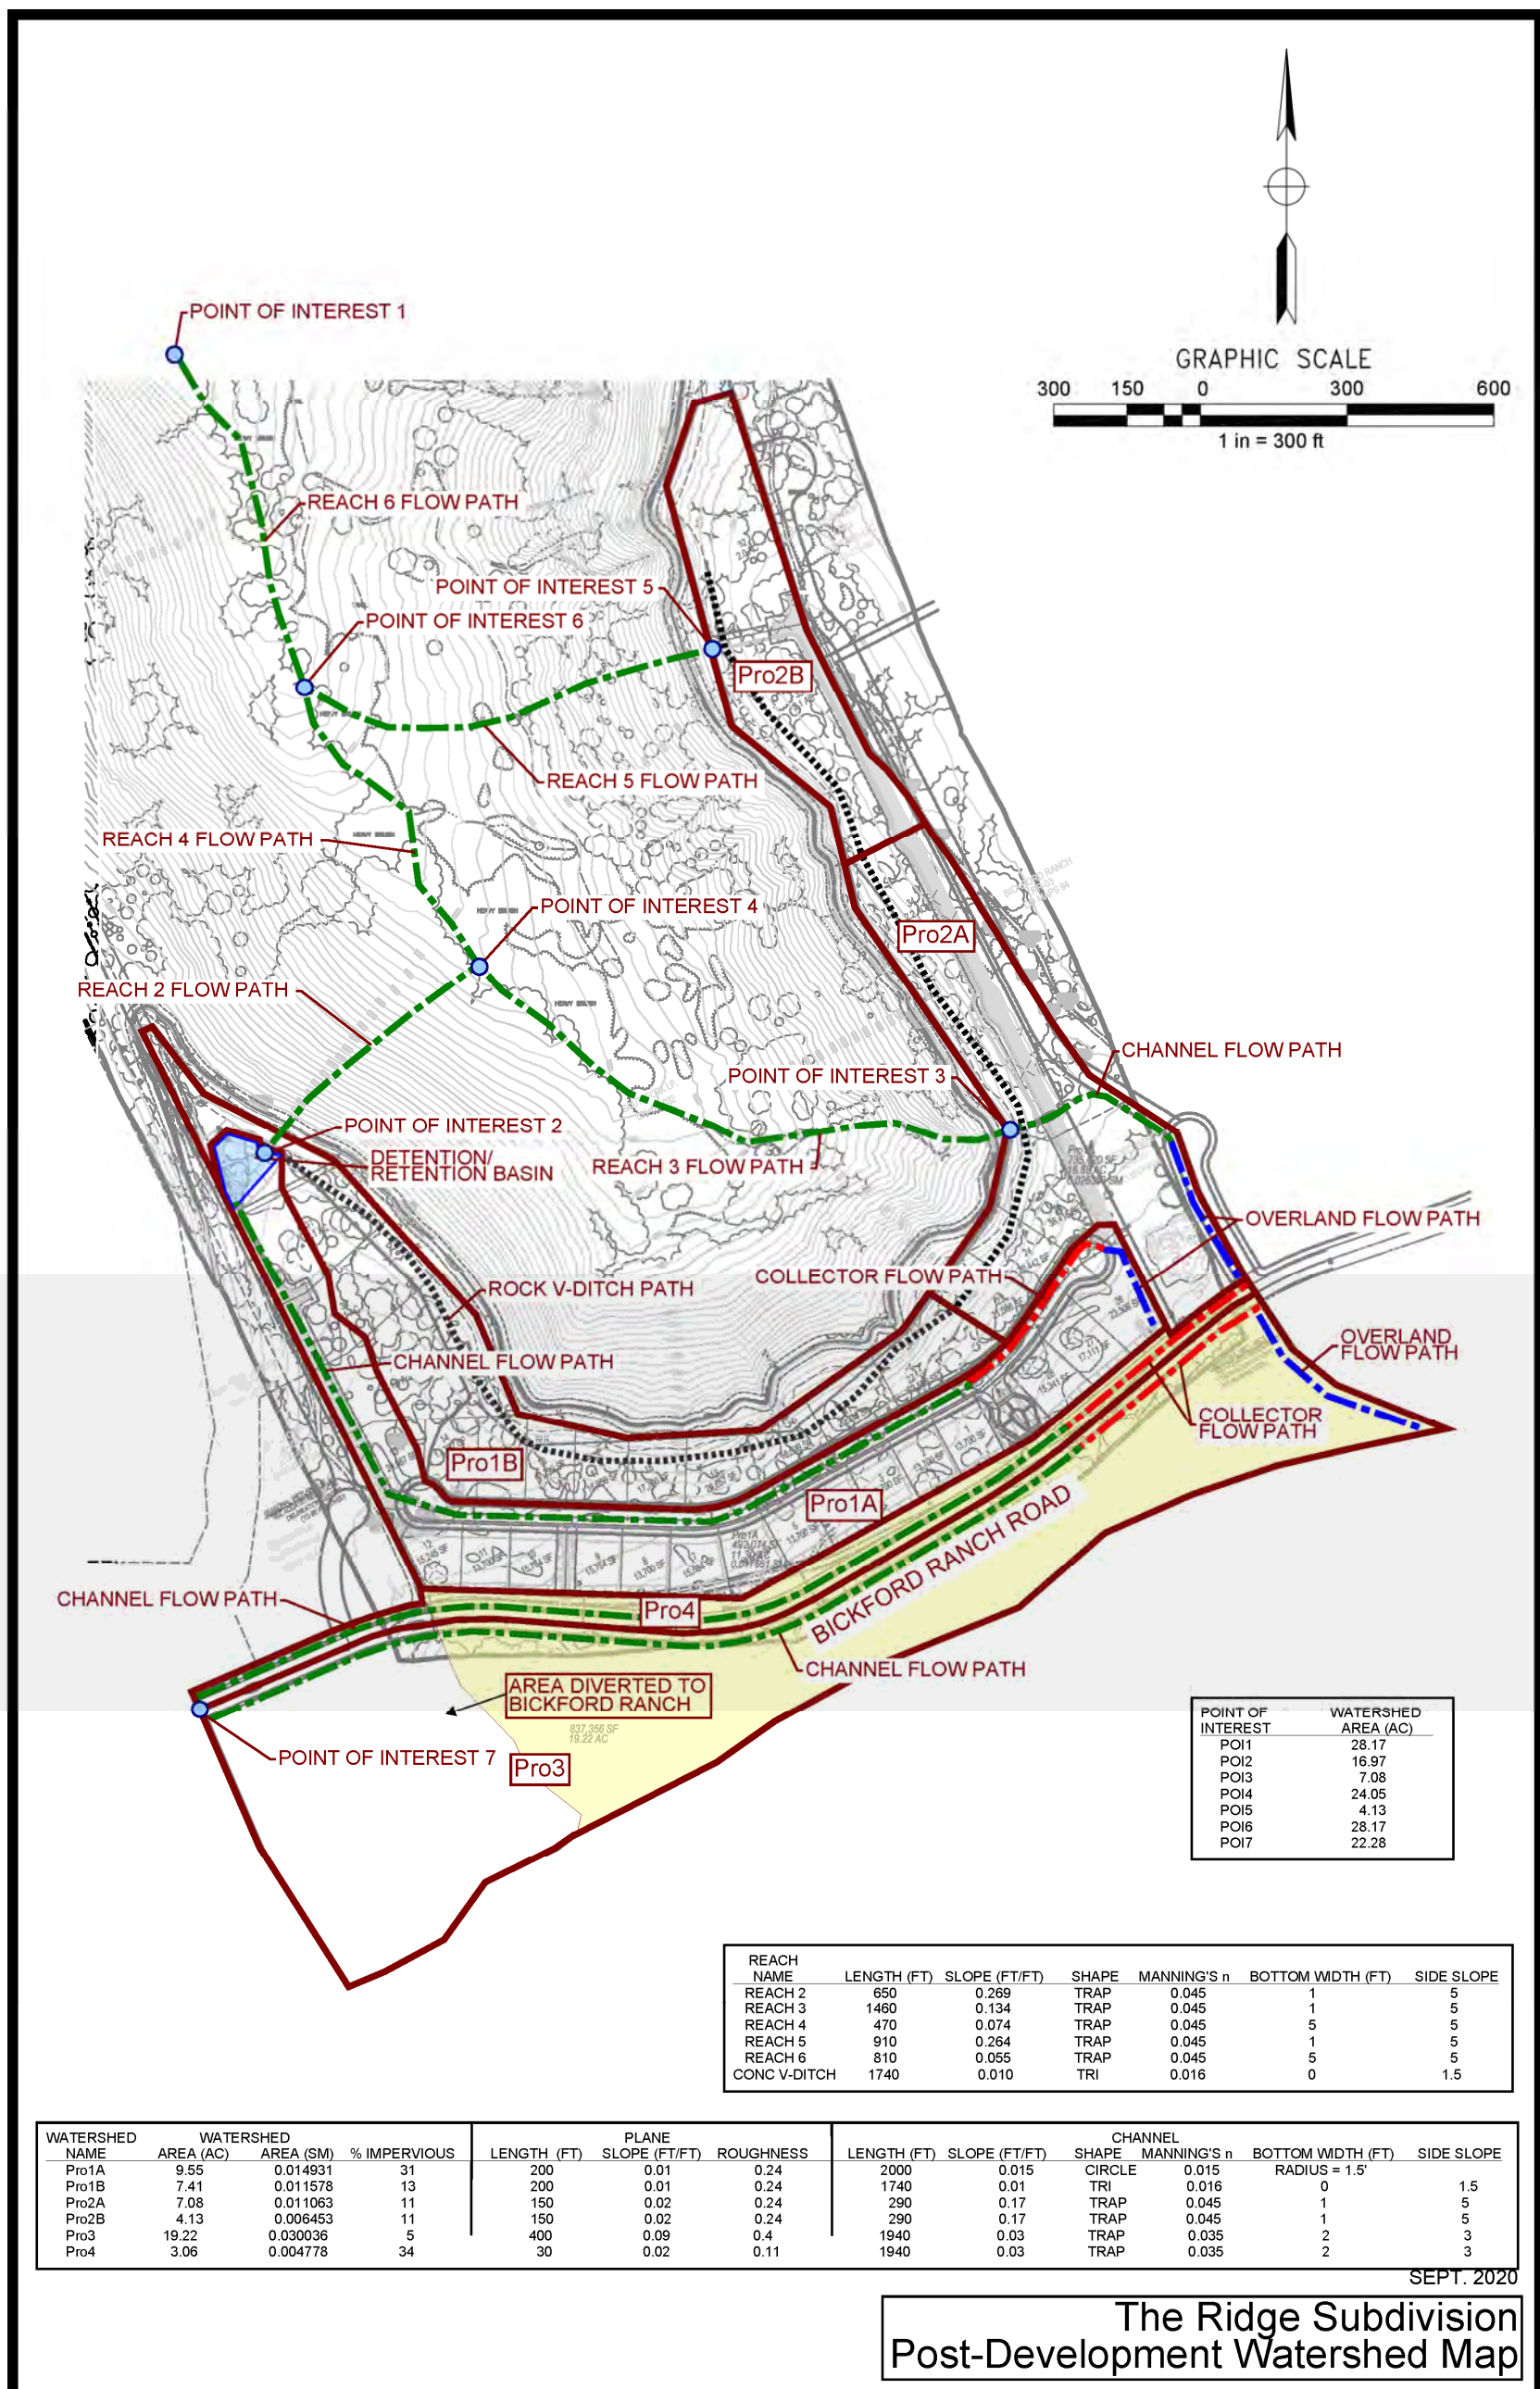 GRAPHIC SCALE
300 150 0 300 600
1 in = 300 ft
POINT OF INTEREST 1
REACH 6 FLOW PATH
POINT OF INTEREST 5
POINT OF INTEREST 6
Pro2B
REACH 5 FLOW PATH
REACH 4 FLOW PATH
HEAVY BRUSH
POINT OF INTEREST 4
Pro2A
REACH 2 FLOW PATH
HEAVY BRUSH
CHANNEL FLOW PATH
POINT OF INTEREST 3
POINT OF INTEREST 2
DETENTION/
RETENTION BASIN
REACH 3 FLOW PATH
OVERLAND FLOW PATH
COLLECTOR FLOW PATH
ROCK V-DITCH PATH
OVERLAND
FLOW PATH
CHANNEL FLOW PATH
COLLECTOR
FLOW PATH
Pro1B
Pro1A
BICKFORD RANCH ROAD
CHANNEL FLOW PATH
Pro4
CHANNEL FLOW PATH
AREA DIVERTED TO
BICKFORD RANCH
837,356 SF
19.22 AC
POINT OF INTEREST 7
Pro3
POINT OF WATERSHED
INTEREST AREA (AC)
POI1 28.17
POI2 16.97
POI3 7.08
POI4 24.05
POI5 4.13
POI6 28.17
POI7 22.28
REACH
NAME LENGTH (FT) SLOPE (FT/FT) SHAPE MANNING'S n BOTTOM WIDTH (FT) SIDE SLOPE
REACH 2 650 0.269 TRAP 0.045 1 5
REACH 3 1460 0.134 TRAP 0.045 1 5
REACH 4 470 0.074 TRAP 0.045 5 5
REACH 5 910 0.264 TRAP 0.045 1 5
REACH 6 810 0.055 TRAP 0.045 5 5
CONC V-DITCH 1740 0.010 TRI 0.016 0 1.5
WATERSHED WATERSHED PLANE CHANNEL
NAME AREA (AC) AREA (SM) % IMPERVIOUS LENGTH (FT) SLOPE (FT/FT) ROUGHNESS LENGTH (FT) SLOPE (FT/FT) SHAPE MANNING'S n BOTTOM WIDTH (FT) SIDE SLOPE
Pro1A 9.55 0.014931 31 200 0.01 0.24 2000 0.015 CIRCLE 0.015 RADIUS = 1.5'
Pro1B 7.41 0.011578 13 200 0.01 0.24 1740 0.01 TRI 0.016 0 1.5
Pro2A 7.08 0.011063 11 150 0.02 0.24 290 0.17 TRAP 0.045 1 5
Pro2B 4.13 0.006453 11 150 0.02 0.24 290 0.17 TRAP 0.045 1 5
Pro3 19.22 0.030036 5 400 0.09 0.4 1940 0.03 TRAP 0.035 2 3
Pro4 3.06 0.004778 34 30 0.02 0.11 1940 0.03 TRAP 0.035 2 3
SEPT. 2020
The Ridge Subdivision
Post-Development Watershed Map